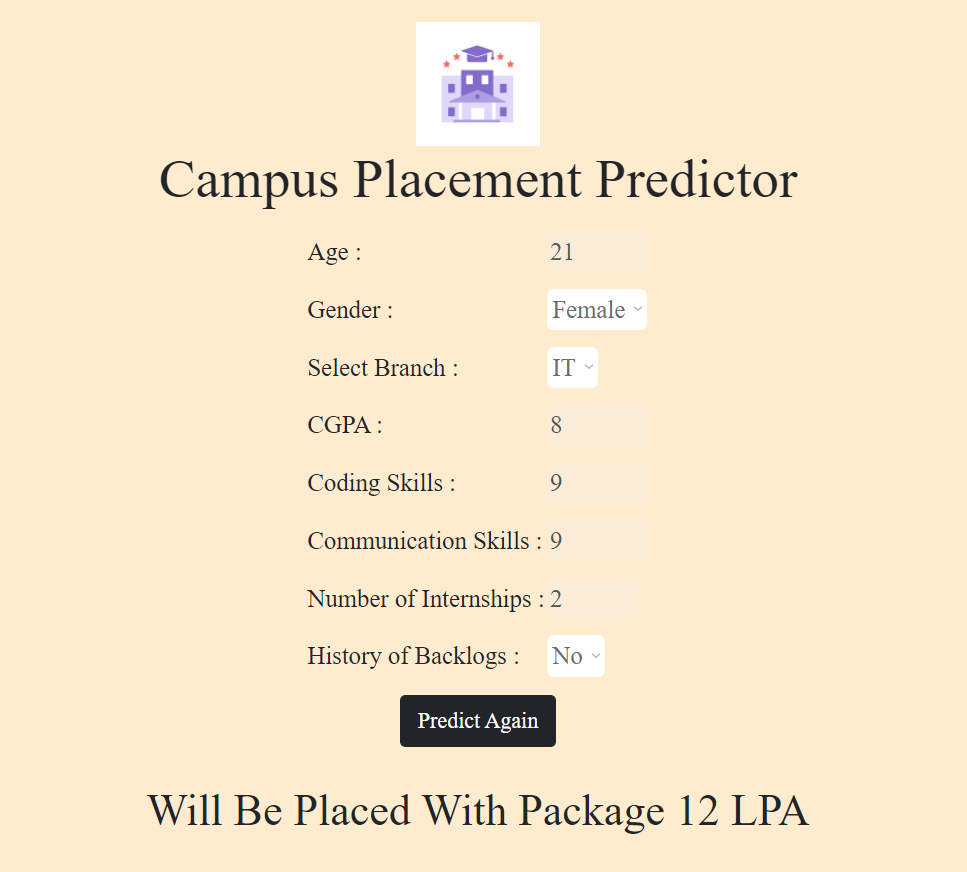 Campus Placement Predictor
Age : 21
Gender : Female
Select Branch : IT
CGPA : 8
Coding Skills : 9
Communication Skills : 9
Number of Internships : 2
History of Backlogs : No
Predict Again
Will Be Placed With Package 12 LPA